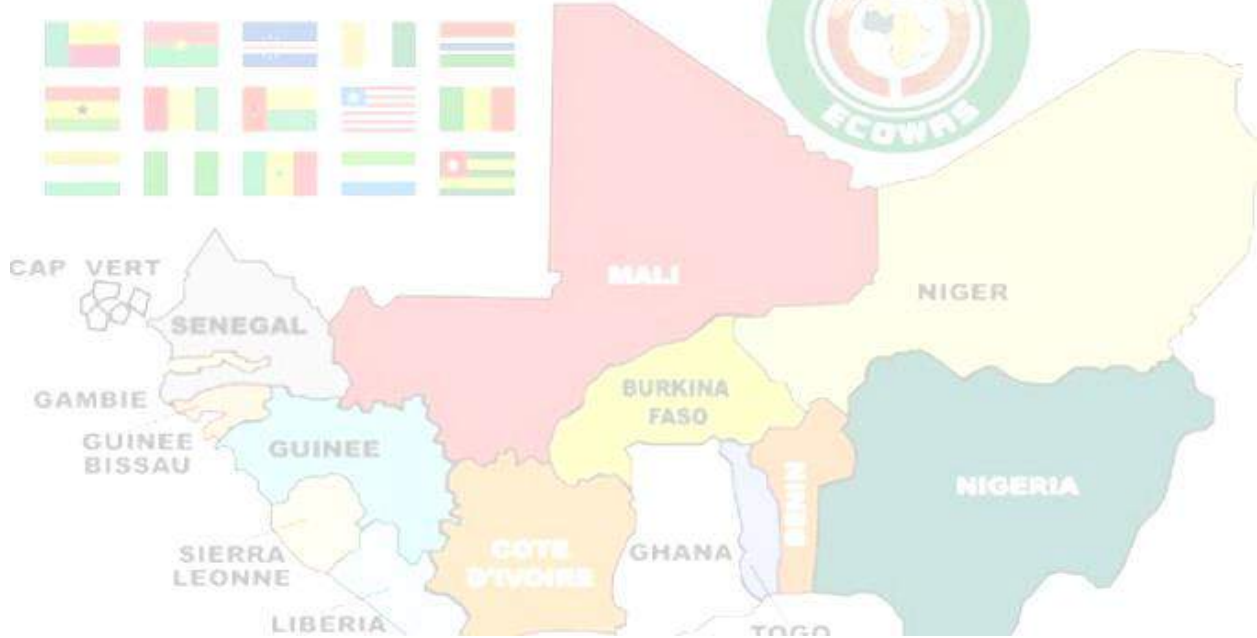 ECOWAS
CAP VERT
MALI
NIGER
SENEGAL
BURKINA
FASO
GAMBIE
GUINEE
BISSAU
GUINEE
BENIN
NIGERIA
SIERRA
LEONNE
COTE
D'IVOIRE
GHANA
LIBERIA
TOGO